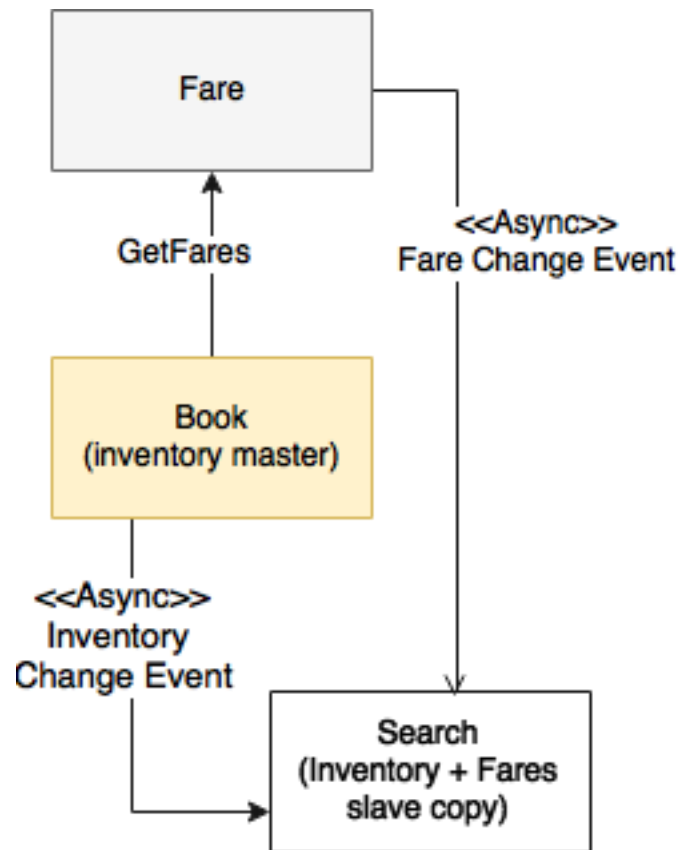 Fare
<<Async>>
Fare Change Event
GetFares
Book
(inventory master)
<<Async>>
Inventory
Change Event
Search
(Inventory + Fares
slave copy)